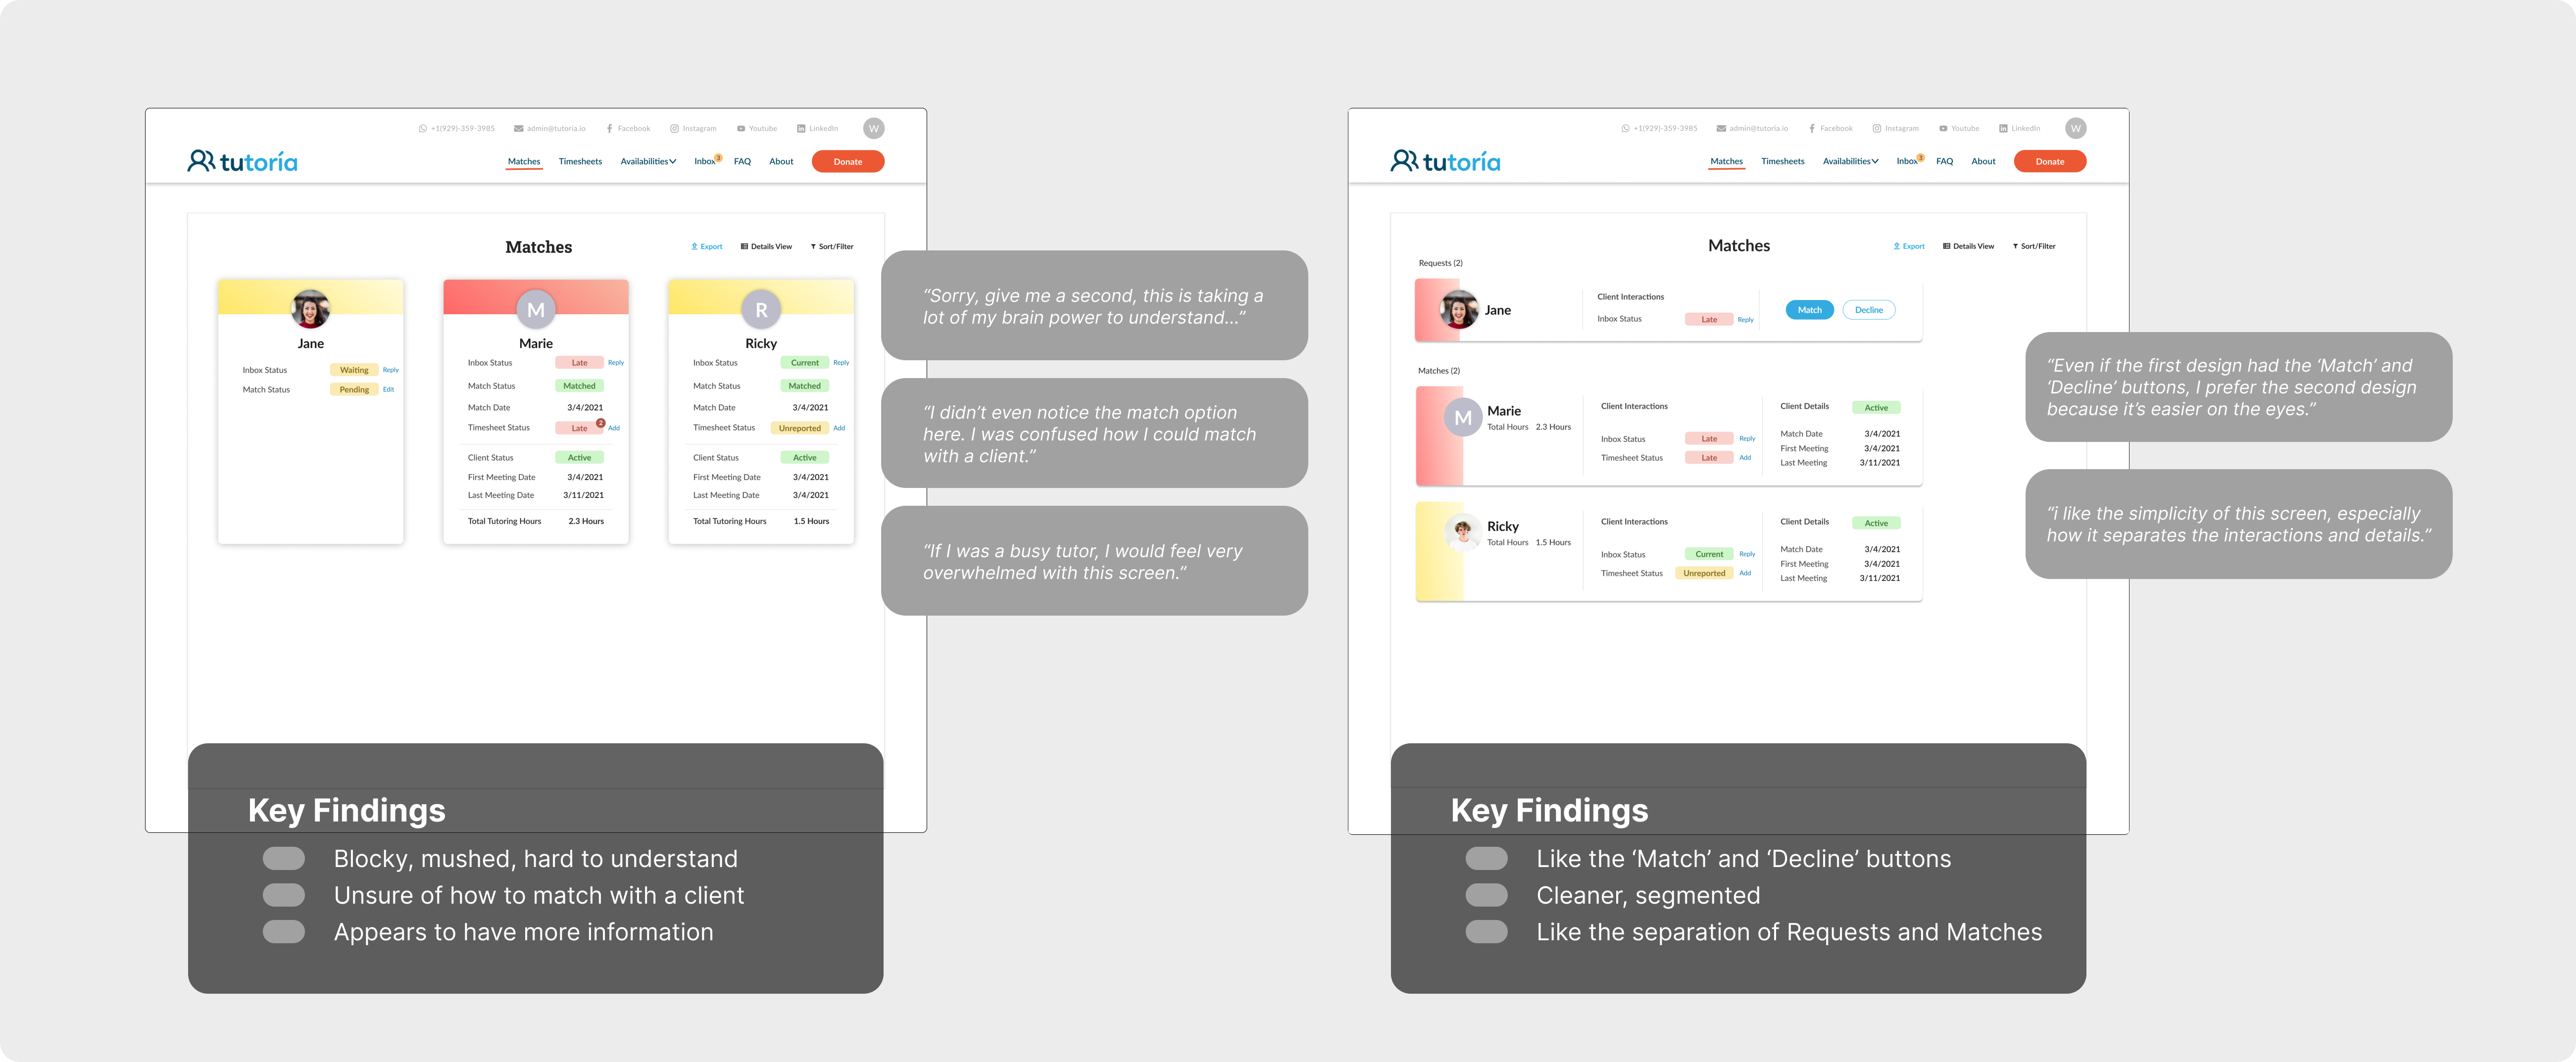 +1(929)-359-3985 admin@tutoria.io Facebook Instagram Youtube LinkedIn W
tutoría Matches Timesheets Availabilities Inbox 3 FAQ About Donate
Matches Export Details View Sort/Filter
Jane
Inbox Status Waiting Reply
Match Status Pending Edit
M
Marie
Inbox Status Late Reply
Match Status Matched
Match Date 3/4/2021
Timesheet Status Late 2 Add
Client Status Active
First Meeting Date 3/4/2021
Last Meeting Date 3/11/2021
Total Tutoring Hours 2.3 Hours
R
Ricky
Inbox Status Current Reply
Match Status Matched
Match Date 3/4/2021
Timesheet Status Unreported Add
Client Status Active
First Meeting Date 3/4/2021
Last Meeting Date 3/4/2021
Total Tutoring Hours 1.5 Hours
“Sorry, give me a second, this is taking a
lot of my brain power to understand...”
“I didn’t even notice the match option
here. I was confused how I could match
with a client.”
“If I was a busy tutor, I would feel very
overwhelmed with this screen.”
Key Findings
Blocky, mushed, hard to understand
Unsure of how to match with a client
Appears to have more information
+1(929)-359-3985 admin@tutoria.io Facebook Instagram Youtube LinkedIn W
tutoría Matches Timesheets Availabilities Inbox 3 FAQ About Donate
Matches Export Details View Sort/Filter
Requests (2)
Jane
Client Interactions
Inbox Status Late Reply
Match Decline
Matches (2)
M
Marie
Total Hours 2.3 Hours
Client Interactions
Inbox Status Late Reply
Timesheet Status Late Add
Client Details Active
Match Date 3/4/2021
First Meeting 3/4/2021
Last Meeting 3/11/2021
Ricky
Total Hours 1.5 Hours
Client Interactions
Inbox Status Current Reply
Timesheet Status Unreported Add
Client Details Active
Match Date 3/4/2021
First Meeting 3/4/2021
Last Meeting 3/11/2021
“Even if the first design had the ‘Match’ and
‘Decline’ buttons, I prefer the second design
because it’s easier on the eyes.”
“i like the simplicity of this screen, especially
how it separates the interactions and details.”
Key Findings
Like the ‘Match’ and ‘Decline’ buttons
Cleaner, segmented
Like the separation of Requests and Matches